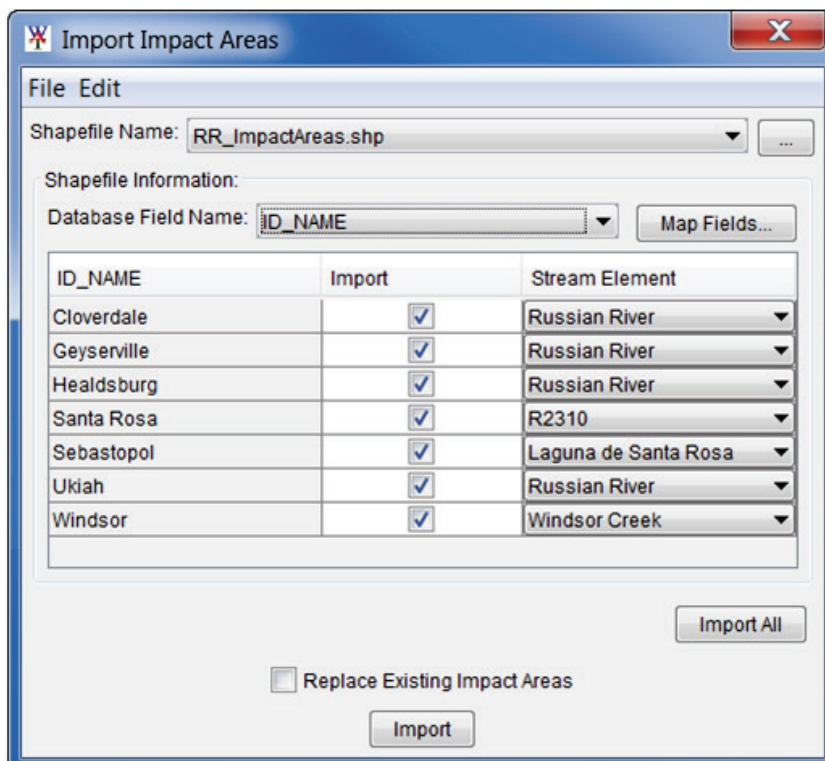 Import Impact Areas
X
File Edit
Shapefile Name: RR_ImpactAreas.shp ...
Shapefile Information:
Database Field Name: ID_NAME Map Fields...
ID_NAME Import Stream Element
Cloverdale Russian River
Geyserville Russian River
Healdsburg Russian River
Santa Rosa R2310
Sebastopol Laguna de Santa Rosa
Ukiah Russian River
Windsor Windsor Creek
Import All
Replace Existing Impact Areas
Import